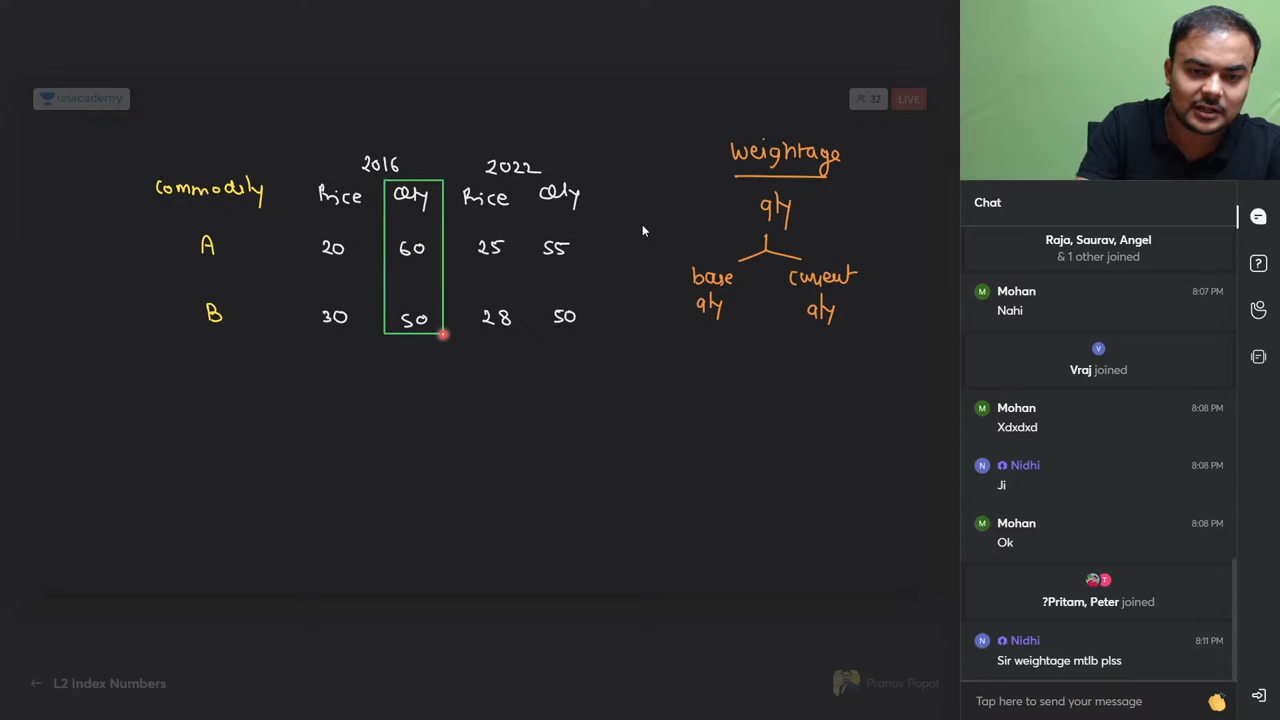 unacademy
32
LIVE
2016
2022
Weightage
Commodity
Price
Qty
Price
Qty
qty
A
20
60
25
55
base
qty
current
qty
B
30
50
28
50
L2 Index Numbers
Pranav Popat
Chat
Raja, Saurav, Angel
& 1 other joined
Mohan
8:07 PM
Nahi
V
Vraj joined
Mohan
8:08 PM
Xdxdxd
Nidhi
8:08 PM
Ji
Mohan
8:08 PM
Ok
?Pritam, Peter joined
Nidhi
8:11 PM
Sir weightage mtlb plss
Tap here to send your message